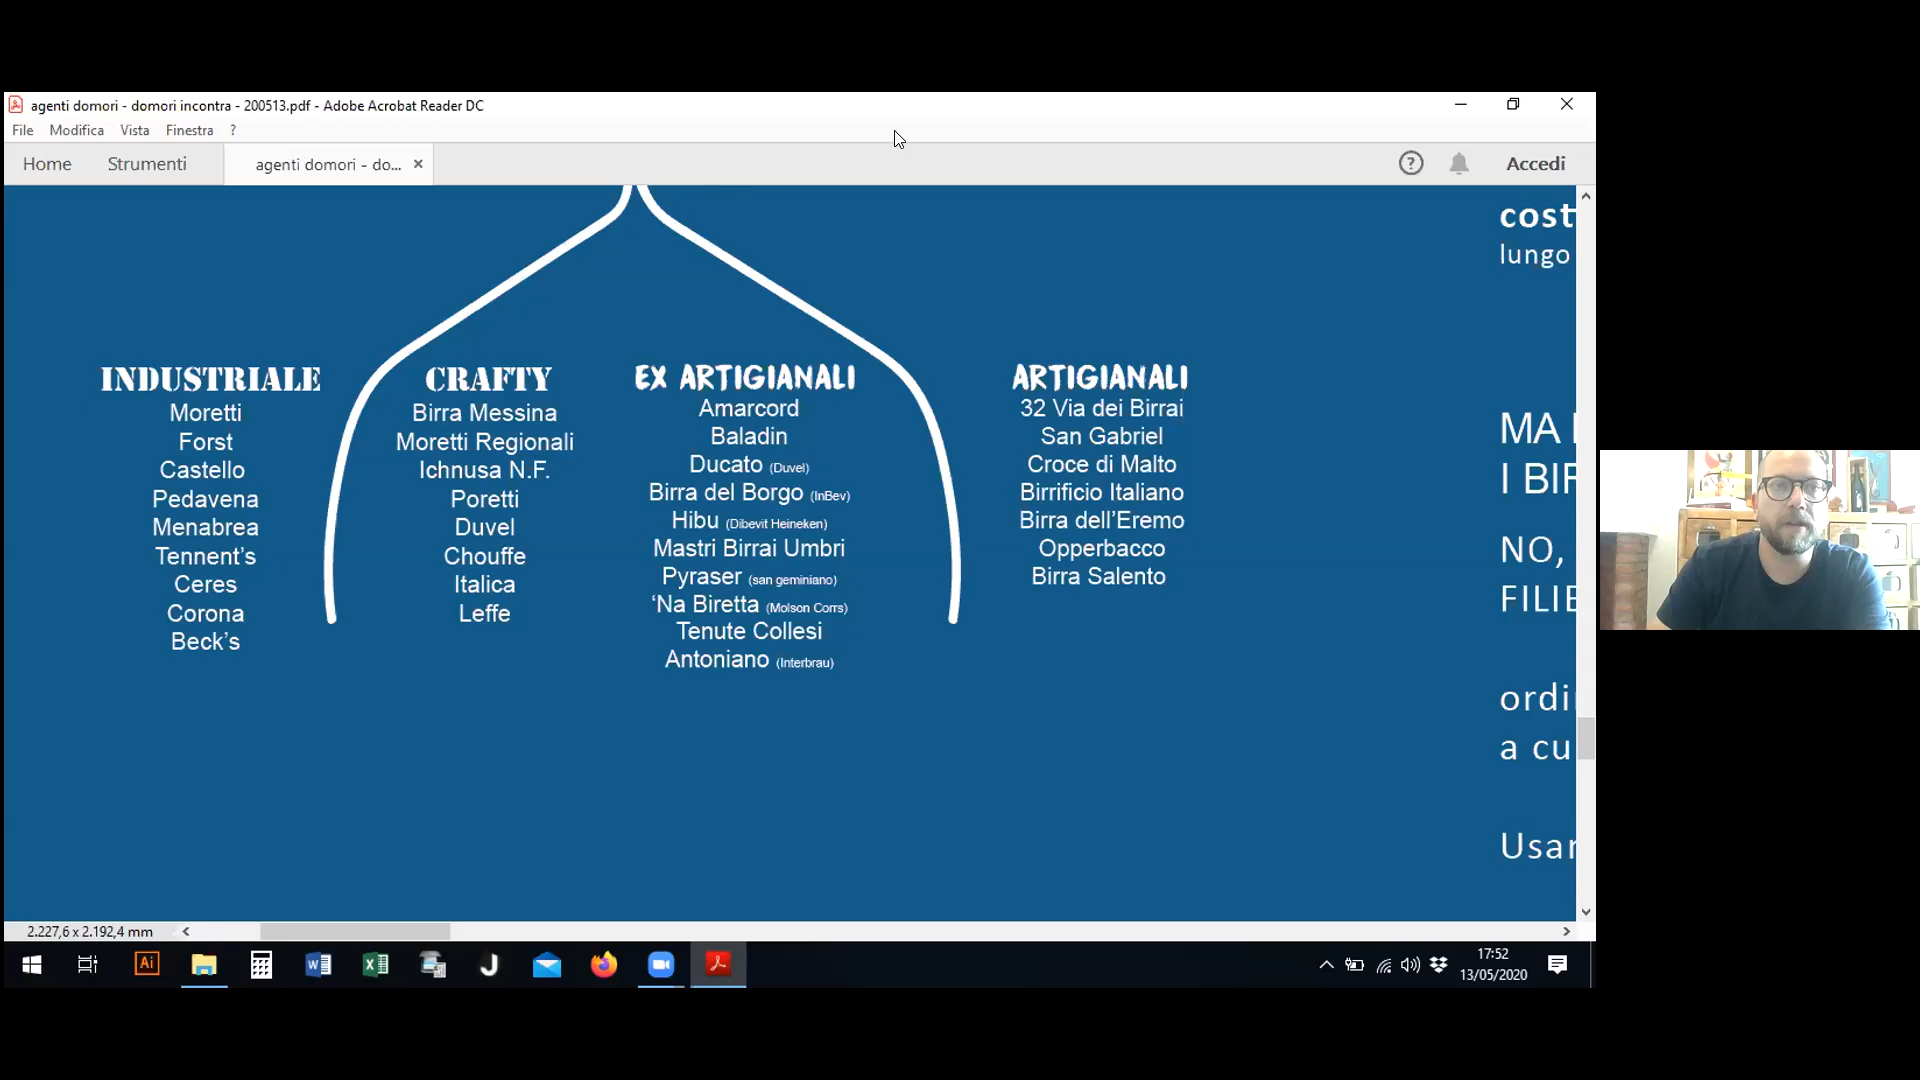 agenti domori - domori incontra - 200513.pdf - Adobe Acrobat Reader DC
File Modifica Vista Finestra ?
Home Strumenti agenti domori - do... Accedi
INDUSTRIALE
Moretti
Forst
Castello
Pedavena
Menabrea
Tennent's
Ceres
Corona
Beck's
CRAFTY
Birra Messina
Moretti Regionali
Ichnusa N.F.
Poretti
Duvel
Chouffe
Italica
Leffe
EX ARTIGIANALI
Amarcord
Baladin
Ducato (Duvel)
Birra del Borgo (InBev)
Hibu (Dibevit Heineken)
Mastri Birrai Umbri
Pyraser (san geminiano)
‘Na Biretta (Molson Corrs)
Tenute Collesi
Antoniano (Interbrau)
ARTIGIANALI
32 Via dei Birrai
San Gabriel
Croce di Malto
Birrificio Italiano
Birra dell’Eremo
Opperbacco
Birra Salento
cost
lungo
MA
I BIF
NO,
FILIE
ordi
a cu
Usar
2.227,6 x 2.192,4 mm
17:52
13/05/2020